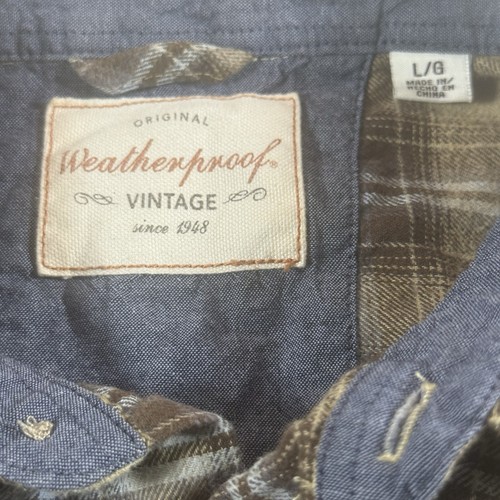 ORIGINAL
Weatherproof®
VINTAGE
since 1948
L/G
MADE IN/
HECHO EN
CHINA